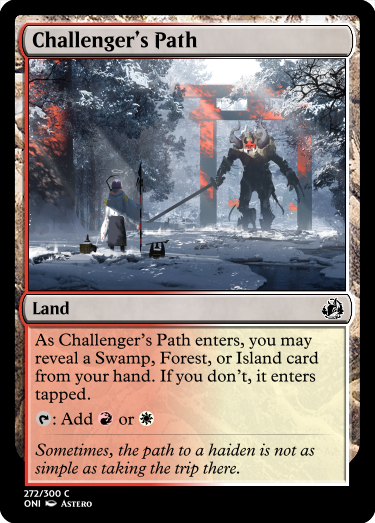 Challenger's Path
Land
As Challenger's Path enters, you may
reveal a Swamp, Forest, or Island card
from your hand. If you don't, it enters
tapped.
: Add or
Sometimes, the path to a haiden is not as
simple as taking the trip there.
272/300 C
ONI Astero